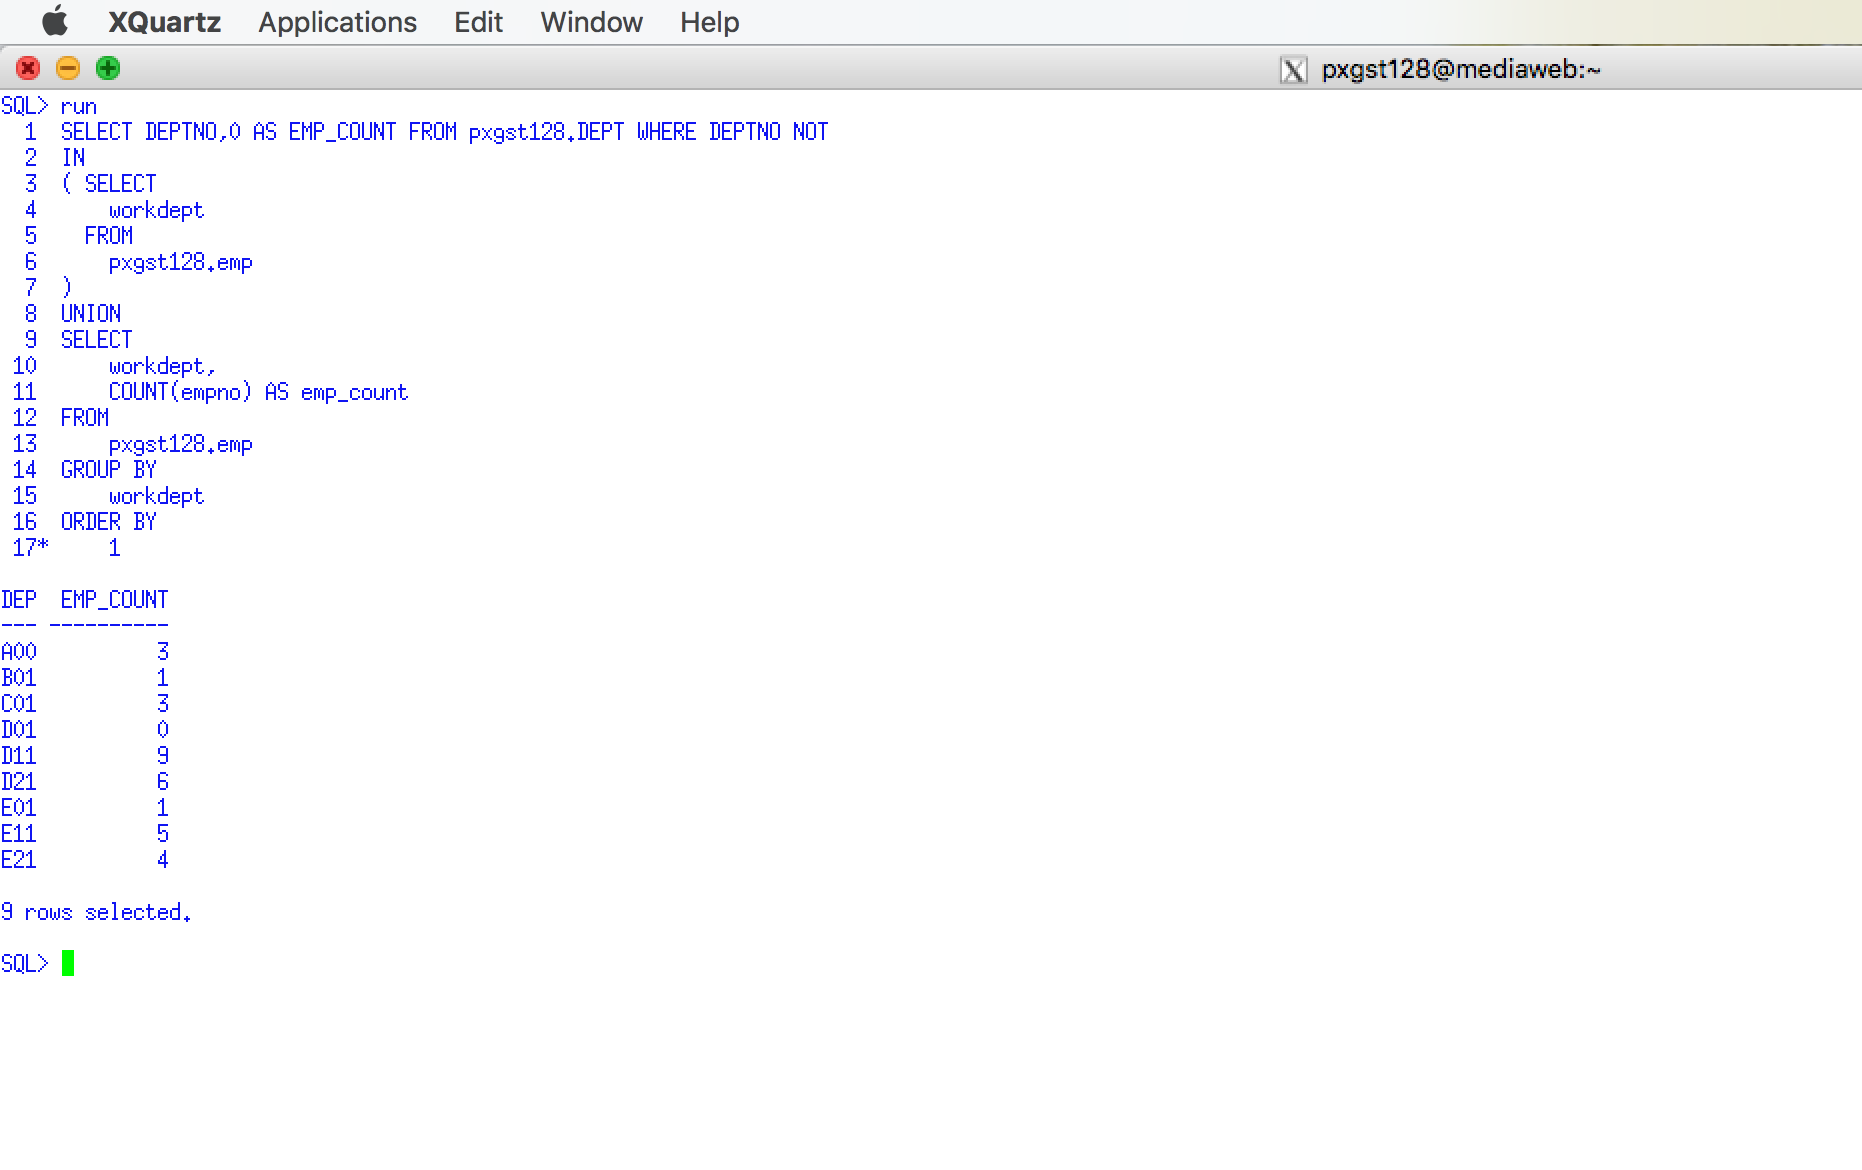 XQuartz Applications Edit Window Help
pxgst128@mediaweb:~
SQL> run
  1  SELECT DEPTNO,0 AS EMP_COUNT FROM pxgst128.DEPT WHERE DEPTNO NOT
  2  IN
  3  ( SELECT
  4      workdept
  5    FROM
  6      pxgst128.emp
  7  )
  8  UNION
  9  SELECT
 10      workdept,
 11      COUNT(empno) AS emp_count
 12  FROM
 13      pxgst128.emp
 14  GROUP BY
 15      workdept
 16  ORDER BY
 17*     1
DEP  EMP_COUNT
--- ----------
A00          3
B01          1
C01          3
D01          0
D11          9
D21          6
E01          1
E11          5
E21          4
9 rows selected.
SQL>